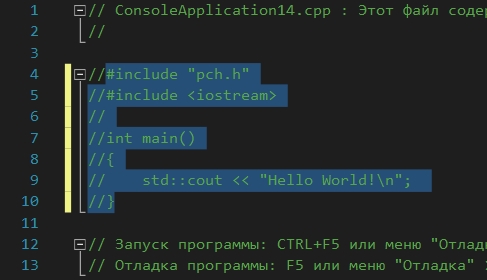 1 // ConsoleApplication14.cpp : Этот файл
2 //
3
4 //#include "pch.h"
5 //#include <iostream>
6 //
7 //int main()
8 //{
9 //    std::cout << "Hello World!\n";
10 //}
11
12 // Запуск программы: CTRL+F5 или меню
13 // Отладка программы: F5 или меню "Отладка"